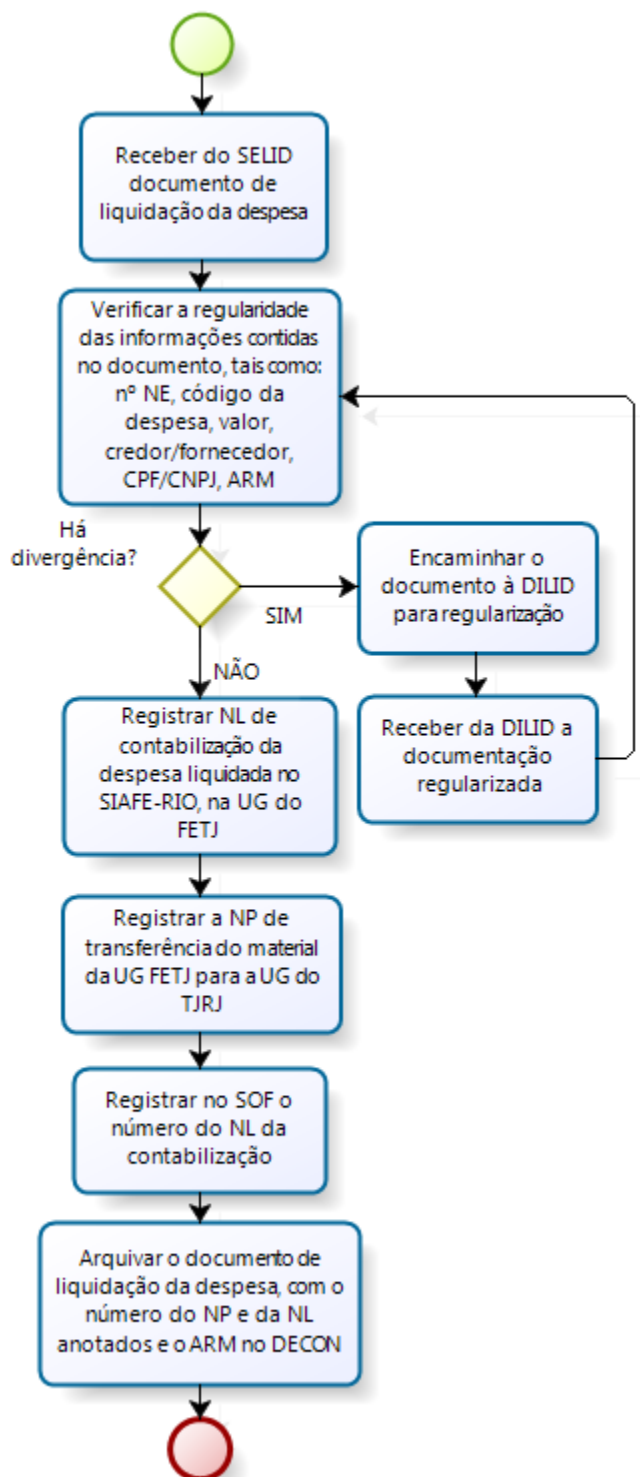 Receber do SELID
documento de
liquidação da despesa
Verificar a regularidade
das informações contidas
no documento, tais como:
nº NE, código da
despesa, valor,
credor/fornecedor,
CPF/CNPJ, ARM
Há
divergência?
SIM
Encaminhar o
documento à DILID
para regularização
Receber da DILID a
documentação
regularizada
NÃO
Registrar NL de
contabilização da
despesa liquidada no
SIAFE-RIO, na UG do
FETJ
Registrar a NP de
transferência do material
da UG FETJ para a UG do
TJRJ
Registrar no SOF o
número do NL da
contabilização
Arquivar o documento de
liquidação da despesa, com o
número do NP e da NL
anotados e o ARM no DECON